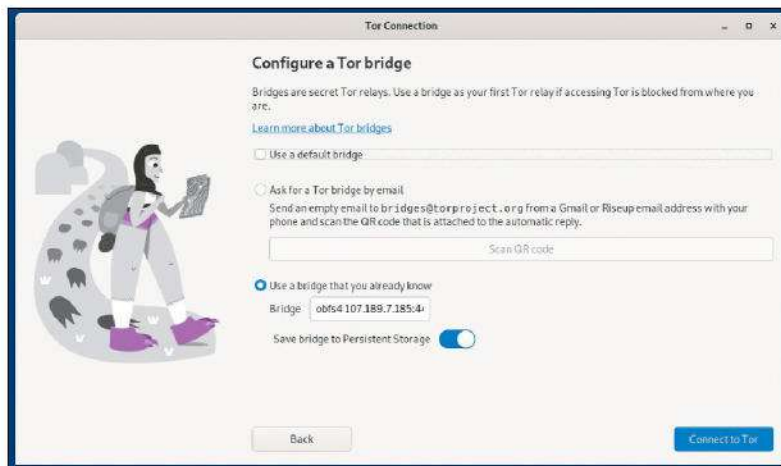 Tor Connection
Configure a Tor bridge
Bridges are secret Tor relays. Use a bridge as your first Tor relay if accessing Tor is blocked from where you
are.
Learn more about Tor bridges
Use a default bridge
Ask for a Tor bridge by email
Send an empty email to bridges@torproject.org from a Gmail or Riseup email address with your
phone and scan the QR code that is attached to the automatic reply.
Scan QR code
Use a bridge that you already know
Bridge obfs4 107.189.7.185:44
Save bridge to Persistent Storage
Back
Connect to Tor